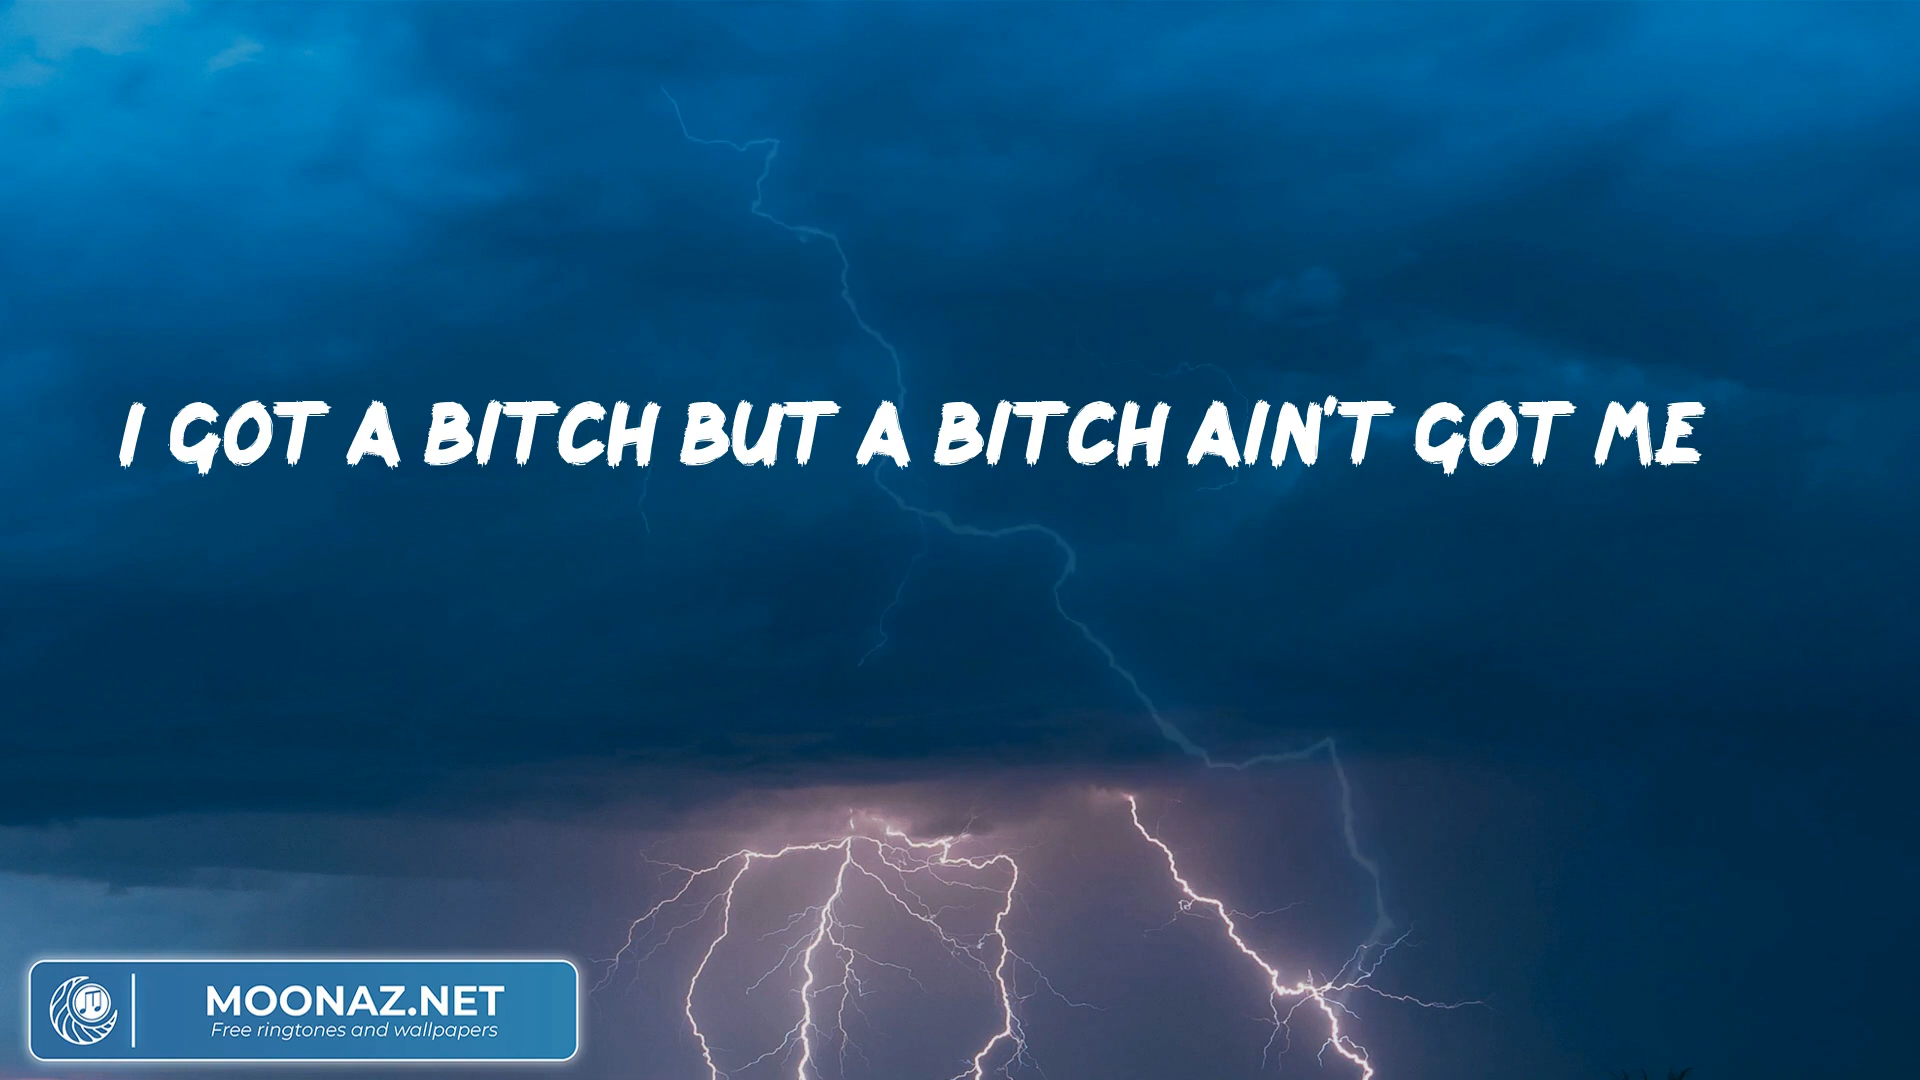 I GOT A BITCH BUT A BITCH AIN'T GOT ME
MOONAZ.NET
Free ringtones and wallpapers